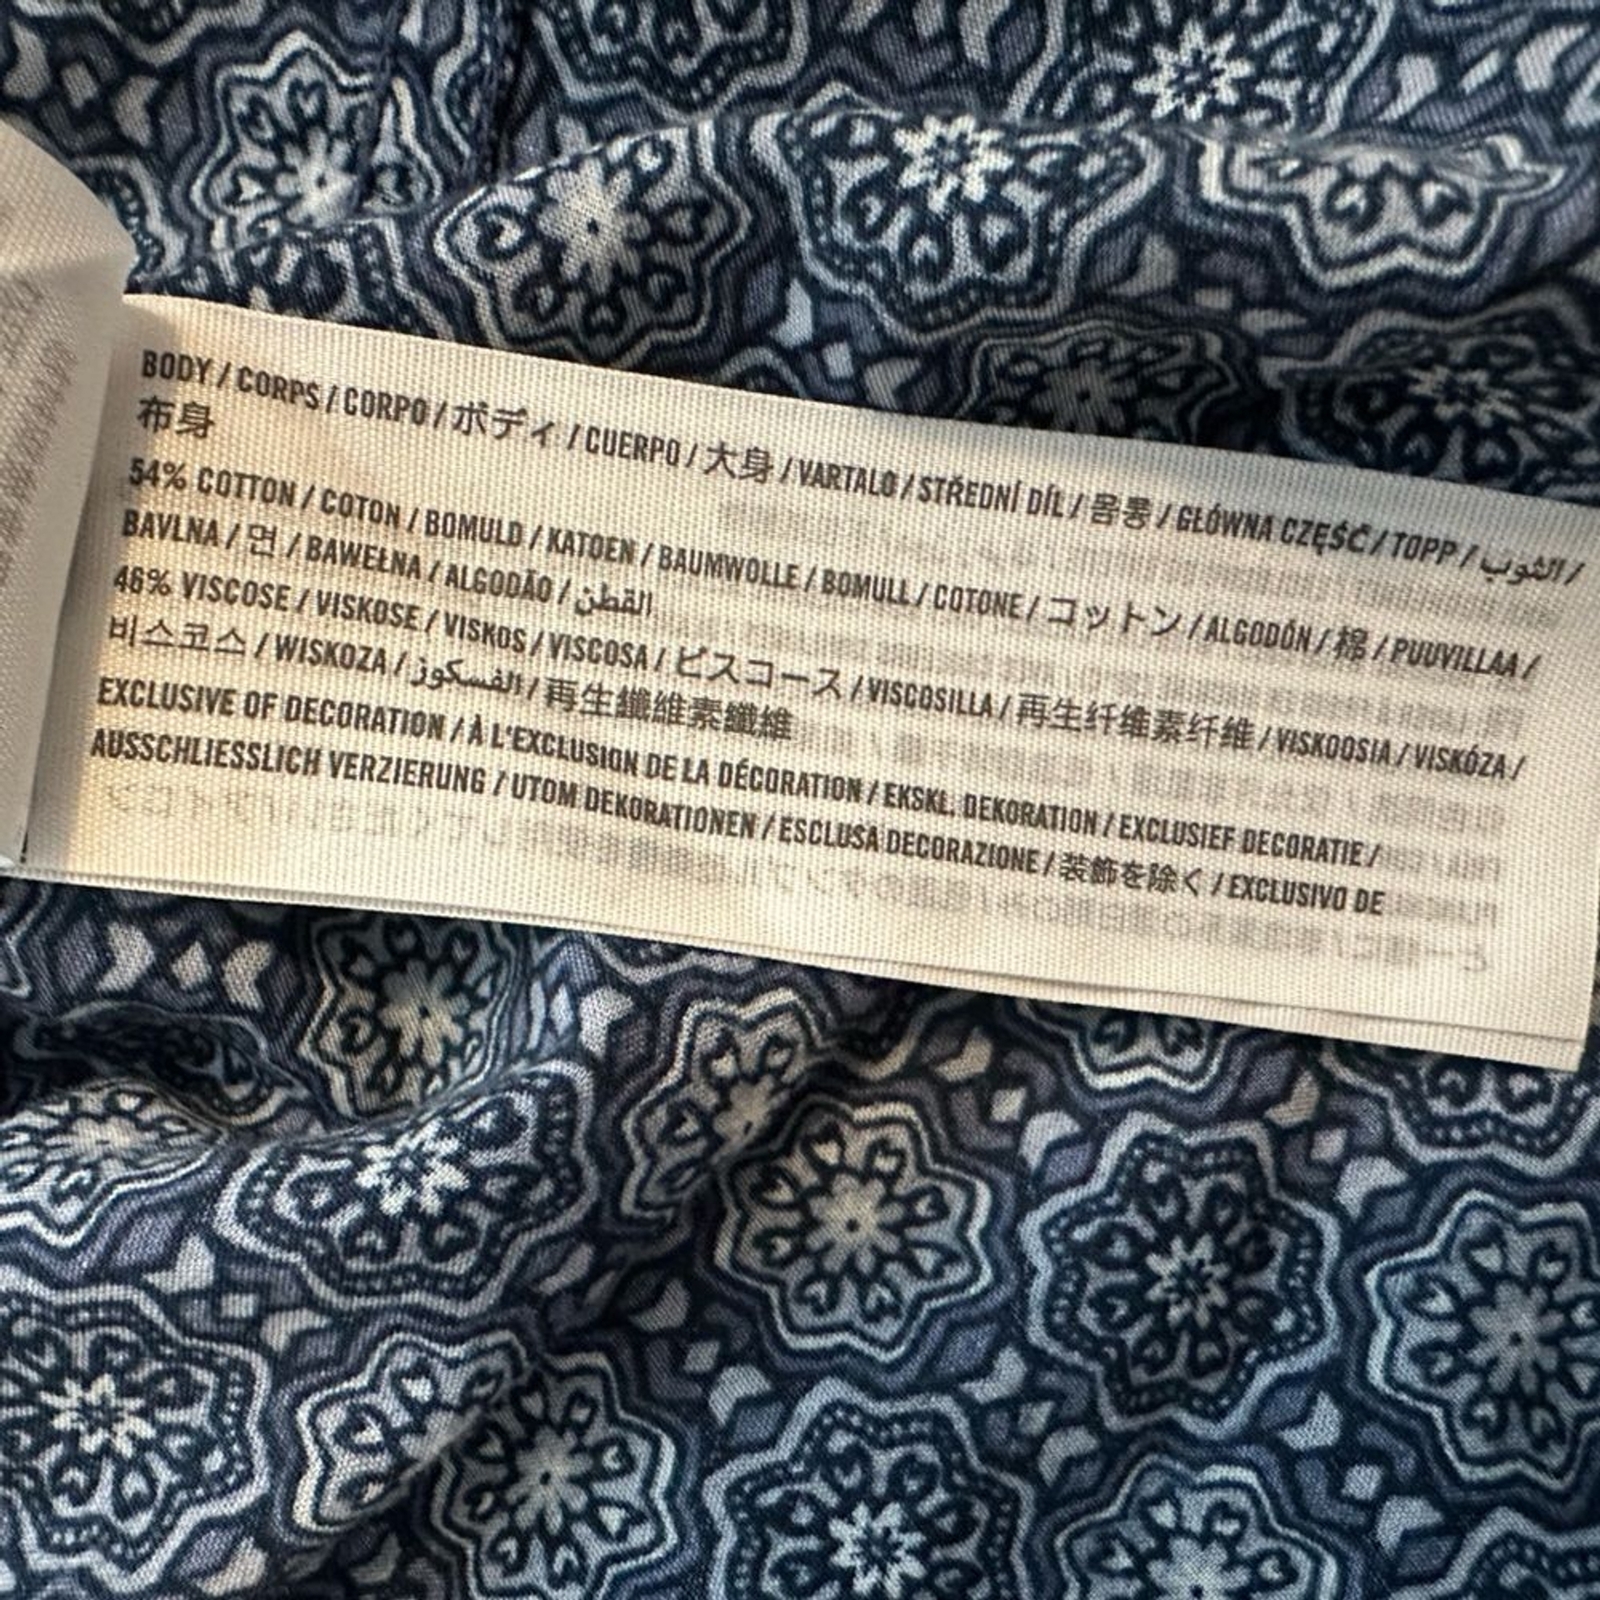 BODY / CORPS / CORPO / ボディ / CUERPO / 大身 / VARTALO / STŘEDNÍ DÍL / 몸통 / GŁÓWNA CZĘŚĆ / TOPP / الثوب /
布身
54% COTTON / COTON / BOMULD / KATOEN / BAUMWOLLE / BOMULL / COTONE / コットン / ALGODÓN / 棉 / PUUVILLAA /
BAVLNA / 면 / BAWEŁNA / ALGODÃO / القطن
46% VISCOSE / VISKOSE / VISKOS / VISCOSA / ビスコース / VISCOSILLA / 再生纤维素纤维 / VISKOOSIA / VISKÓZA /
비스코스 / WISKOZA / الفسكوز / 再生纖維素纖維
EXCLUSIVE OF DECORATION / À L'EXCLUSION DE LA DÉCORATION / EKSKL. DEKORATION / EXCLUSIEF DECORATIE /
AUSSCHLIESSLICH VERZIERUNG / UTOM DEKORATIONEN / ESCLUSA DECORAZIONE / 装飾を除く / EXCLUSIVO DE